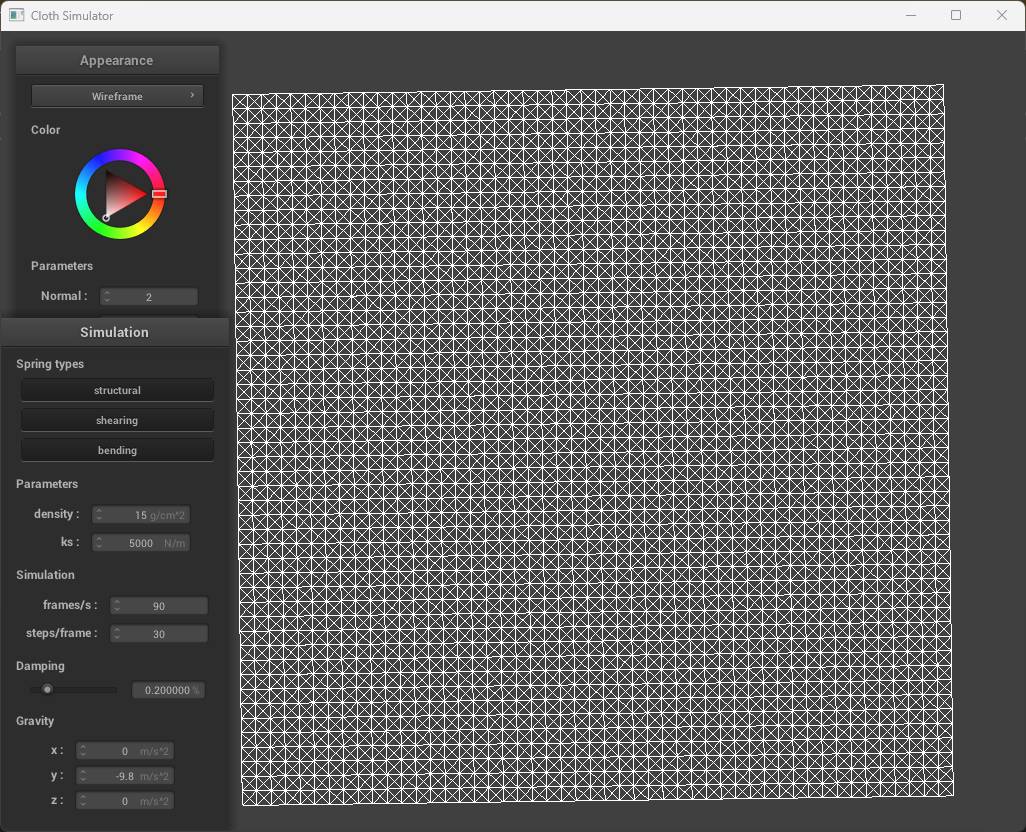 Cloth Simulator
Appearance
Wireframe
Color
Parameters
Normal : 2
Simulation
Spring types
structural
shearing
bending
Parameters
density : 15 g/cm^2
ks : 5000 N/m
Simulation
frames/s : 90
steps/frame : 30
Damping
0.200000 %
Gravity
x : 0 m/s^2
y : -9.8 m/s^2
z : 0 m/s^2